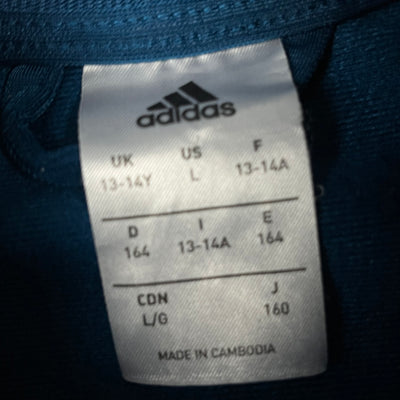 adidas
UK US F
13-14Y L 13-14A
D I E
164 13-14A 164
CDN J
L/G 160
MADE IN CAMBODIA